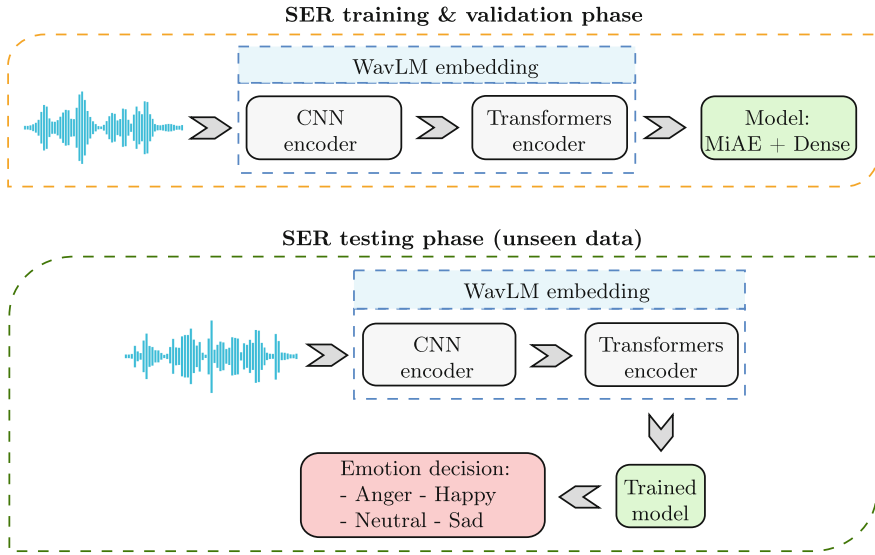 SER training & validation phase
WavLM embedding
CNN
encoder
Transformers
encoder
Model:
MiAE + Dense
SER testing phase (unseen data)
WavLM embedding
CNN
encoder
Transformers
encoder
Emotion decision:
- Anger - Happy
- Neutral - Sad
Trained
model